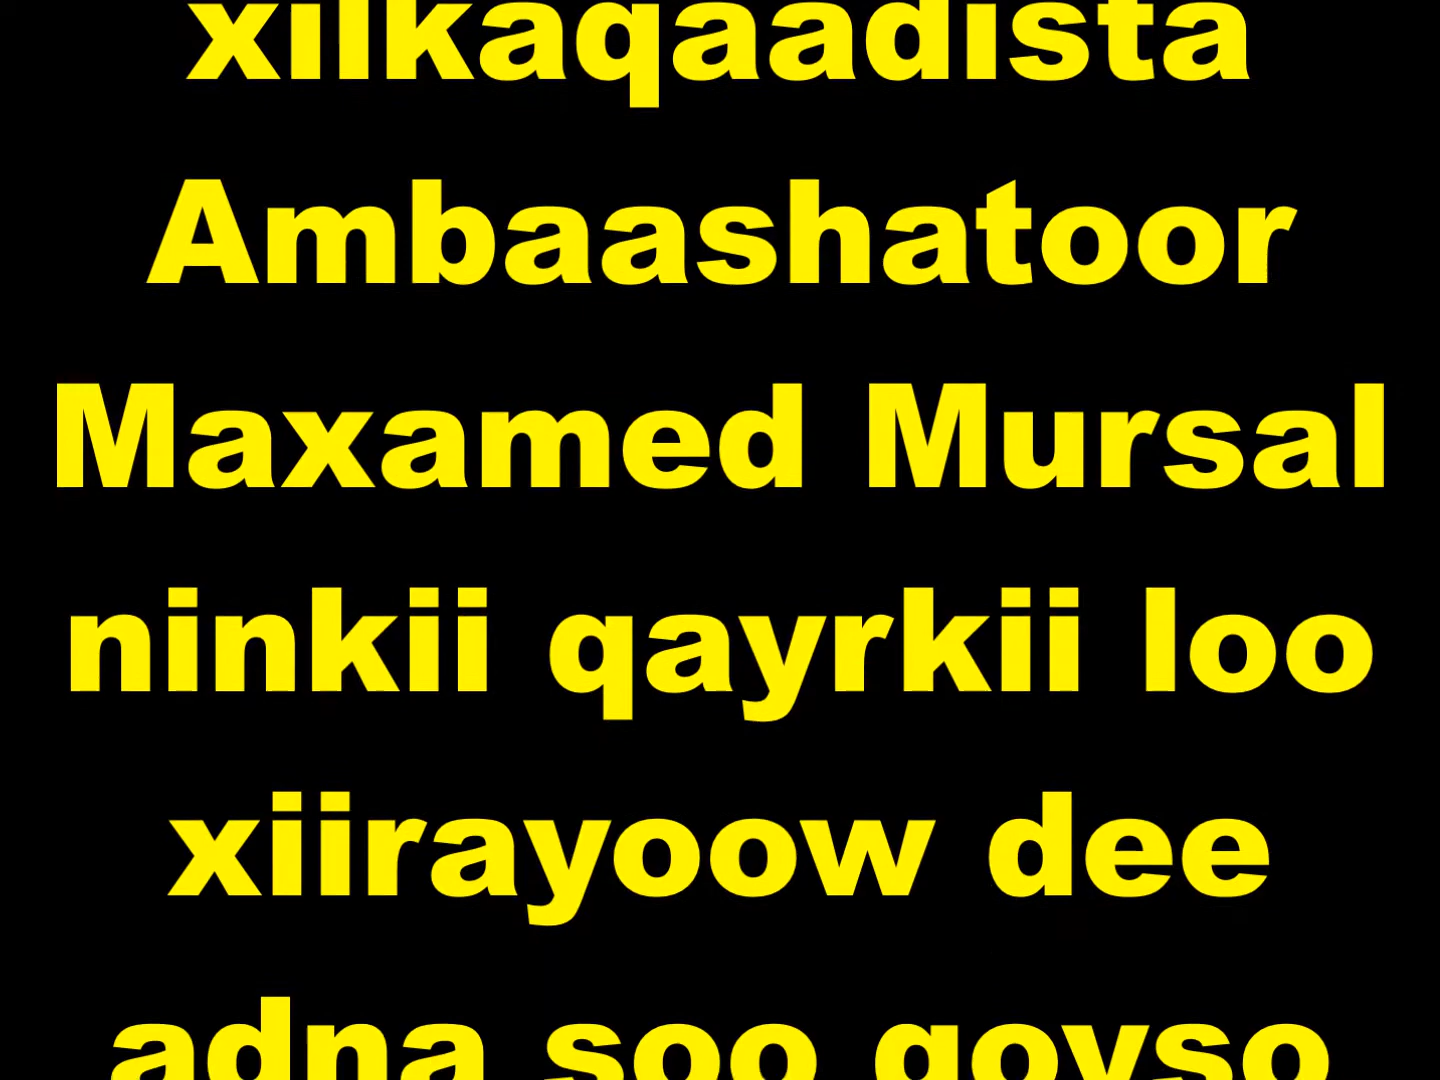 xilkaqaadista
Ambaashatoor
Maxamed Mursal
ninkii qayrkii loo
xiirayoow dee
adna soo qoyso